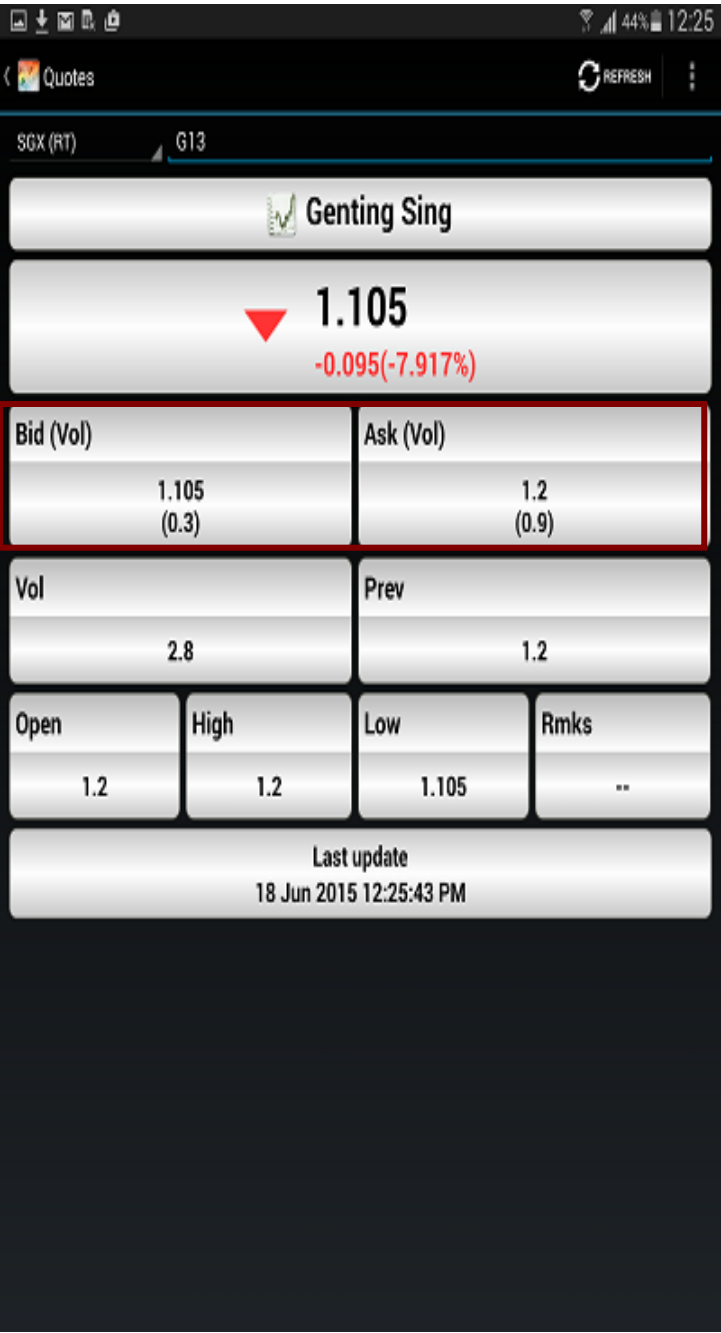 44% 12:25
Quotes REFRESH
SGX (RT) G13
Genting Sing
1.105
-0.095(-7.917%)
Bid (Vol) Ask (Vol)
1.105 1.2
(0.3) (0.9)
Vol Prev
2.8 1.2
Open High Low Rmks
1.2 1.2 1.105 --
Last update
18 Jun 2015 12:25:43 PM